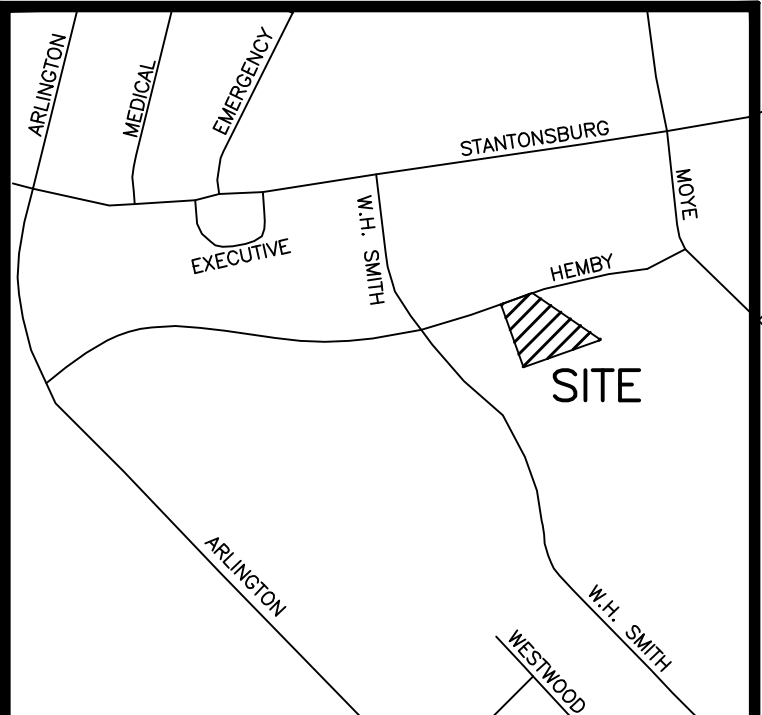 ARLINGTON
MEDICAL
EMERGENCY
STANTONSBURG
MOYE
W.H. SMITH
EXECUTIVE
HEMBY
SITE
ARLINGTON
W.H. SMITH
WESTWOOD